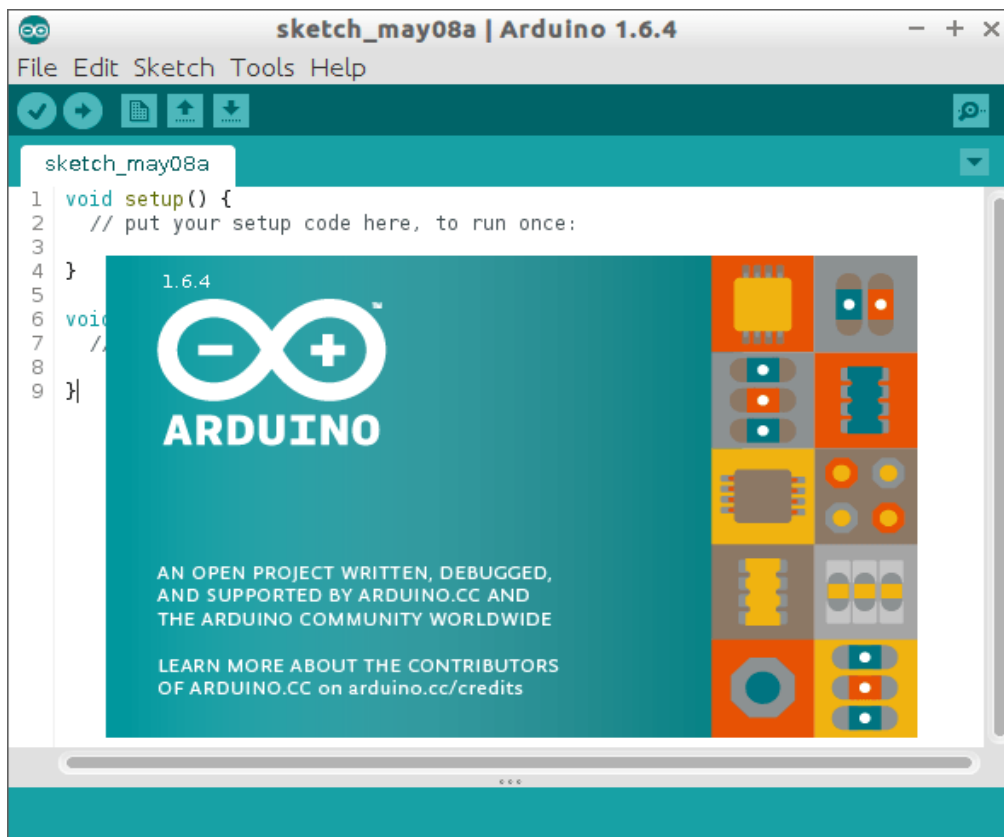 sketch_may08a | Arduino 1.6.4
File Edit Sketch Tools Help
sketch_may08a
1 void setup() {
2 // put your setup code here, to run once:
3
4 }
5
6 void
7 //
8
9 }
1.6.4
™
ARDUINO
AN OPEN PROJECT WRITTEN, DEBUGGED,
AND SUPPORTED BY ARDUINO.CC AND
THE ARDUINO COMMUNITY WORLDWIDE
LEARN MORE ABOUT THE CONTRIBUTORS
OF ARDUINO.CC on arduino.cc/credits